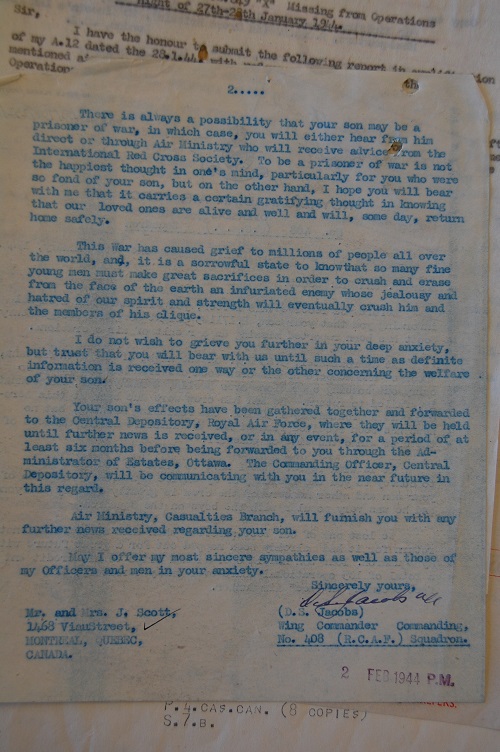 Missing from Operations
Night of 27th-28th January 1944.
Sir,
I have the honour to submit the following report in
of my A.12 dated the 28.1.44. with
mentioned
Operation
2.....
There is always a possibility that your son may be a
prisoner of war, in which case, you will either hear from him
direct or through Air Ministry who will receive advice from the
International Red Cross Society. To be a prisoner of war is not
the happiest thought in one's mind, particularly for you who were
so fond of your son, but on the other hand, I hope you will bear
with me that it carries a certain gratifying thought in knowing
that our loved ones are alive and well and will, some day, return
home safely.
This war has caused grief to millions of people all over
the world, and, it is a sorrowful state to knowthat so many fine
young men must make great sacrifices in order to crush and erase
from the face of the earth an infuriated enemy whose jealousy and
hatred of our spirit and strength will eventually crush him and
the members of his clique.
I do not wish to grieve you further in your deep anxiety,
but trust that you will bear with us until such a time as definite
information is received one way or the other concerning the welfare
of your son.
Your son's effects have been gathered together and forwarded
to the Central Depository, Royal Air Force, where they will be held
until further news is received, or in any event, for a period of at
least six months before being forwarded to you through the Ad-
ministrator of Estates, Ottawa. The Commanding Officer, Central
Depository, will be communicating with you in the near future in
this regard.
Air Ministry, Casualties Branch, will furnish you with any
further news received regarding your son.
May I offer my most sincere sympathies as well as those of
my Officers and men in your anxiety.
Sincerely yours,
(D.S. Jacobs)
Wing Commander Commanding,
No. 408 (R.C.A.F.) Squadron.
Mr. and Mrs. J. Scott,
1468 ViauStreet,
MONTREAL, QUEBEC,
CANADA.
2 FEB 1944 P.M.
P.4.CAS.CAN. (8 COPIES)
S.7.B.